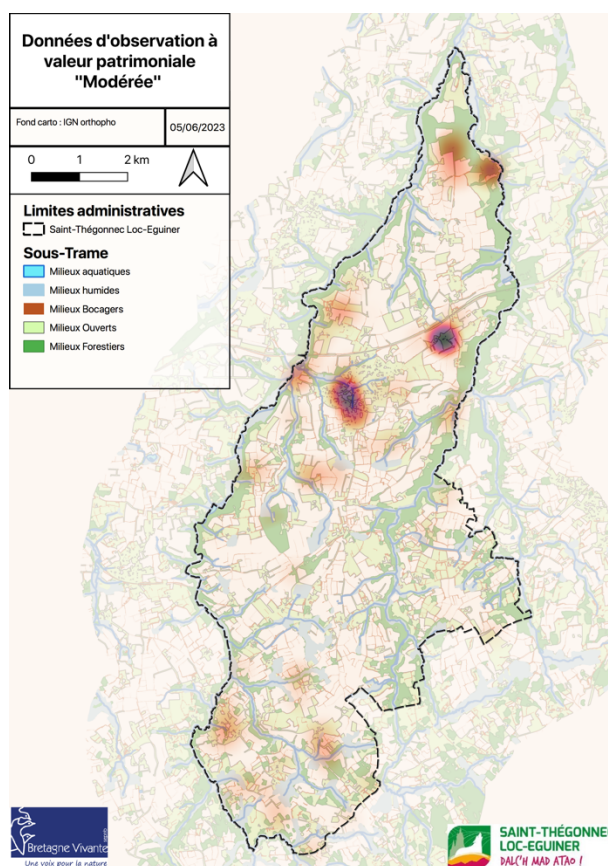 Données d'observation à
valeur patrimoniale
"Modérée"
Fond carto : IGN orthopho
05/06/2023
0 1 2 km
Limites administratives
Saint-Thégonnec Loc-Eguiner
Sous-Trame
Milieux aquatiques
Milieux humides
Milieux Bocagers
Milieux Ouverts
Milieux Forestiers
Bretagne Vivante
Une voix pour la nature
SAINT-THÉGONNEC
LOC-EGUINER
DALC'H MAD ATAO !